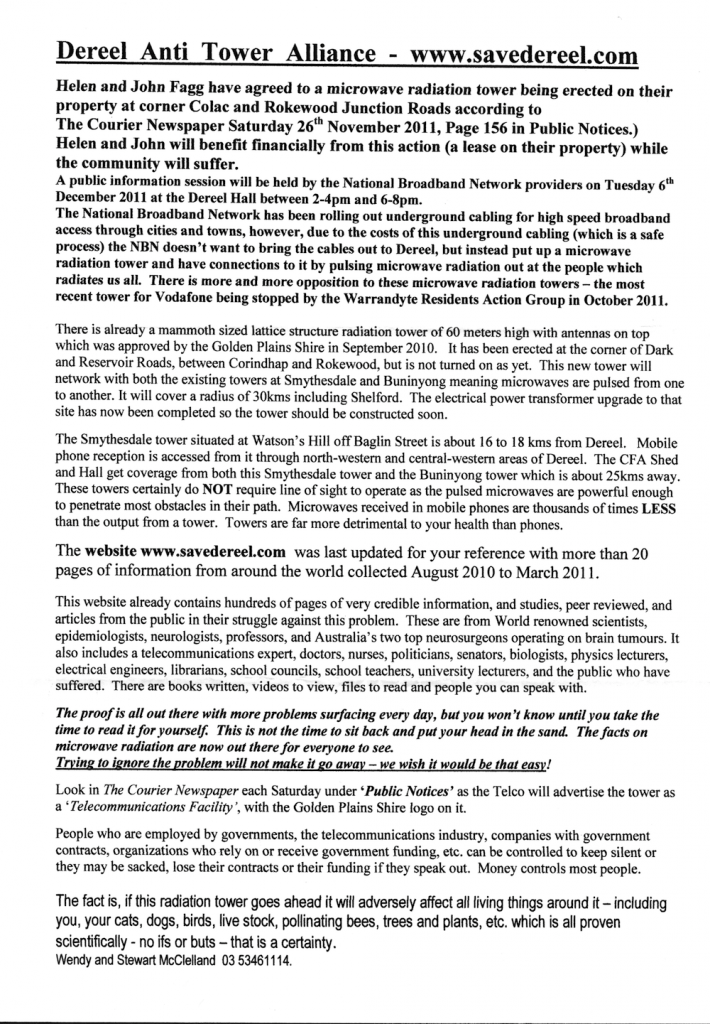 Dereel Anti Tower Alliance - www.savedereel.com
Helen and John Fagg have agreed to a microwave radiation tower being erected on their
property at corner Colac and Rokewood Junction Roads according to
The Courier Newspaper Saturday 26th November 2011, Page 156 in Public Notices.)
Helen and John will benefit financially from this action (a lease on their property) while
the community will suffer.
A public information session will be held by the National Broadband Network providers on Tuesday 6th
December 2011 at the Dereel Hall between 2-4pm and 6-8pm.
The National Broadband Network has been rolling out underground cabling for high speed broadband
access through cities and towns, however, due to the costs of this underground cabling (which is a safe
process) the NBN doesn't want to bring the cables out to Dereel, but instead put up a microwave
radiation tower and have connections to it by pulsing microwave radiation out at the people which
radiates us all. There is more and more opposition to these microwave radiation towers – the most
recent tower for Vodafone being stopped by the Warrandyte Residents Action Group in October 2011.
There is already a mammoth sized lattice structure radiation tower of 60 meters high with antennas on top
which was approved by the Golden Plains Shire in September 2010. It has been erected at the corner of Dark
and Reservoir Roads, between Corindhap and Rokewood, but is not turned on as yet. This new tower will
network with both the existing towers at Smythesdale and Buninyong meaning microwaves are pulsed from one
to another. It will cover a radius of 30kms including Shelford. The electrical power transformer upgrade to that
site has now been completed so the tower should be constructed soon.
The Smythesdale tower situated at Watson's Hill off Baglin Street is about 16 to 18 kms from Dereel. Mobile
phone reception is accessed from it through north-western and central-western areas of Dereel. The CFA Shed
and Hall get coverage from both this Smythesdale tower and the Buninyong tower which is about 25kms away.
These towers certainly do NOT require line of sight to operate as the pulsed microwaves are powerful enough
to penetrate most obstacles in their path. Microwaves received in mobile phones are thousands of times LESS
than the output from a tower. Towers are far more detrimental to your health than phones.
The website www.savedereel.com was last updated for your reference with more than 20
pages of information from around the world collected August 2010 to March 2011.
This website already contains hundreds of pages of very credible information, and studies, peer reviewed, and
articles from the public in their struggle against this problem. These are from World renowned scientists,
epidemiologists, neurologists, professors, and Australia's two top neurosurgeons operating on brain tumours. It
also includes a telecommunications expert, doctors, nurses, politicians, senators, biologists, physics lecturers,
electrical engineers, librarians, school councils, school teachers, university lecturers, and the public who have
suffered. There are books written, videos to view, files to read and people you can speak with.
The proof is all out there with more problems surfacing every day, but you won't know until you take the
time to read it for yourself. This is not the time to sit back and put your head in the sand. The facts on
microwave radiation are now out there for everyone to see.
Trying to ignore the problem will not make it go away – we wish it would be that easy!
Look in The Courier Newspaper each Saturday under 'Public Notices' as the Telco will advertise the tower as
a 'Telecommunications Facility', with the Golden Plains Shire logo on it.
People who are employed by governments, the telecommunications industry, companies with government
contracts, organizations who rely on or receive government funding, etc. can be controlled to keep silent or
they may be sacked, lose their contracts or their funding if they speak out. Money controls most people.
The fact is, if this radiation tower goes ahead it will adversely affect all living things around it – including
you, your cats, dogs, birds, live stock, pollinating bees, trees and plants, etc. which is all proven
scientifically - no ifs or buts – that is a certainty.
Wendy and Stewart McClelland 03 53461114.